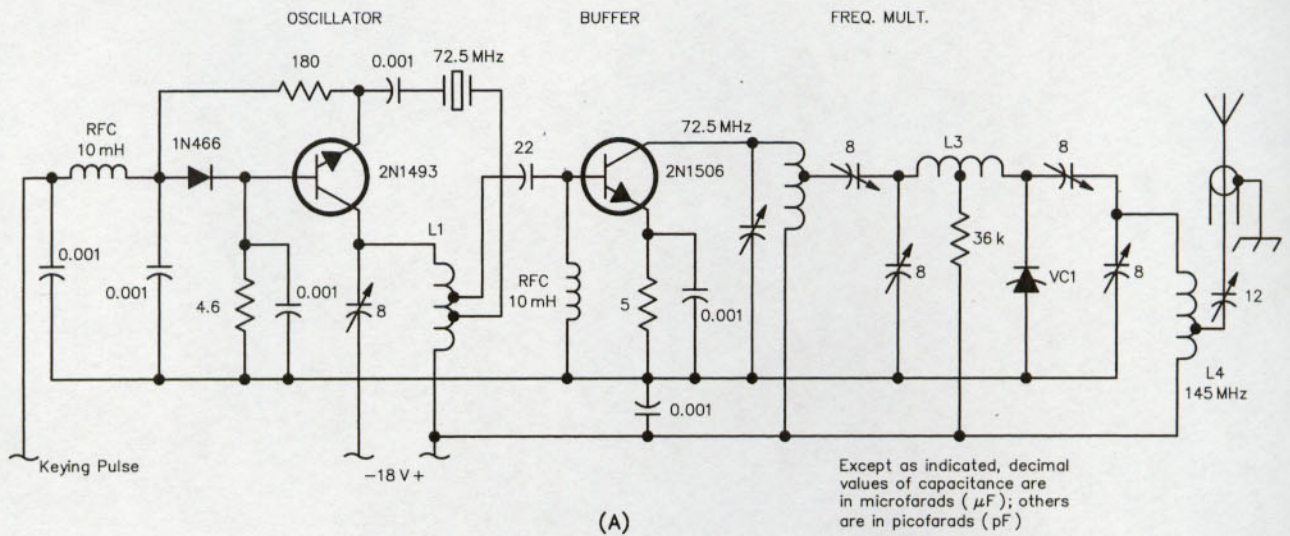 OSCILLATOR
BUFFER
FREQ. MULT.
180
0.001
72.5 MHz
RFC
10 mH
1N466
2N1493
22
2N1506
72.5 MHz
8
L3
8
0.001
0.001
4.6
0.001
8
L1
RFC
10 mH
5
0.001
36 k
8
VC1
8
12
0.001
L4
145 MHz
Keying Pulse
−18 V +
Except as indicated, decimal
values of capacitance are
in microfarads (µF); others
are in picofarads (pF)
(A)